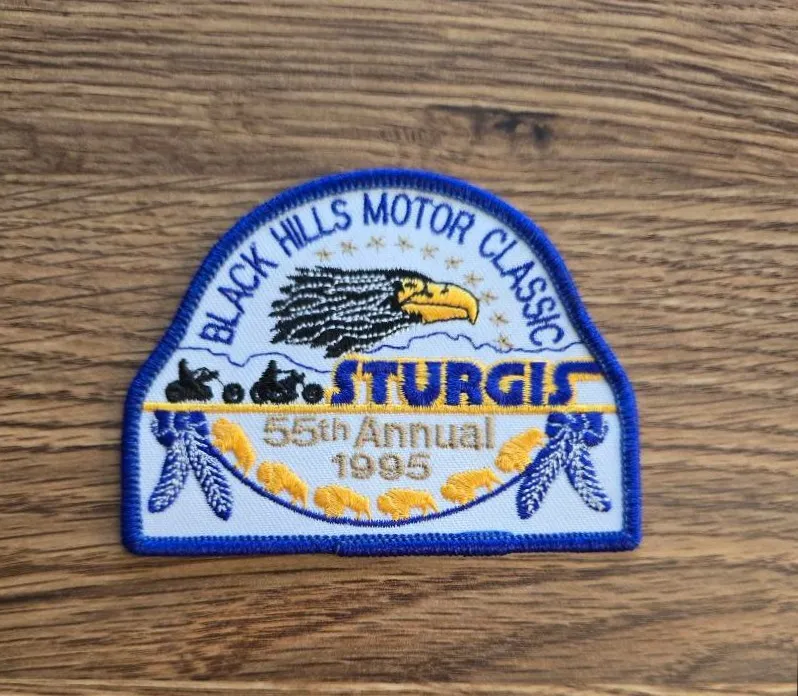 BLACK HILLS MOTOR CLASSIC
STURGIS
55th Annual
1995